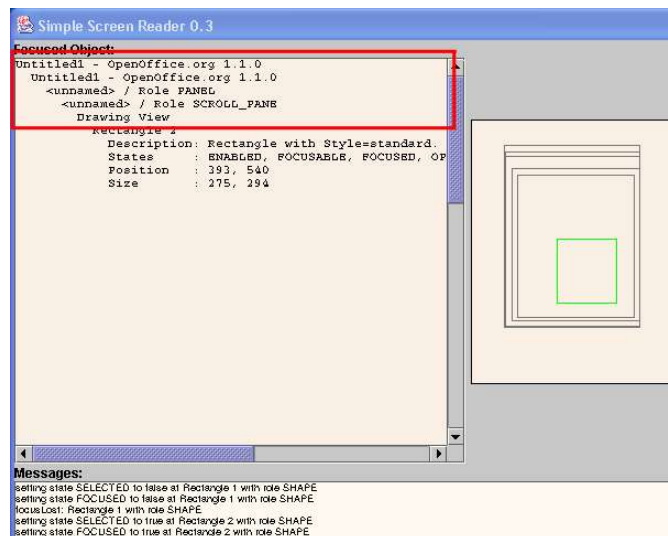 Simple Screen Reader 0.3
Focused Object:
Untitled1 - OpenOffice.org 1.1.0
Untitled1 - OpenOffice.org 1.1.0
<unnamed> / Role PANEL
<unnamed> / Role SCROLL_PANE
Drawing View
Rectangle 2
Description: Rectangle with Style=standard.
States : ENABLED, FOCUSABLE, FOCUSED, OP
Position : 393, 540
Size : 275, 294
Messages:
setting state SELECTED to false at Rectangle 1 with role SHAPE
setting state FOCUSED to false at Rectangle 1 with role SHAPE
focusLost: Rectangle 1 with role SHAPE
setting state SELECTED to true at Rectangle 2 with role SHAPE
setting state FOCUSED to true at Rectangle 2 with role SHAPE